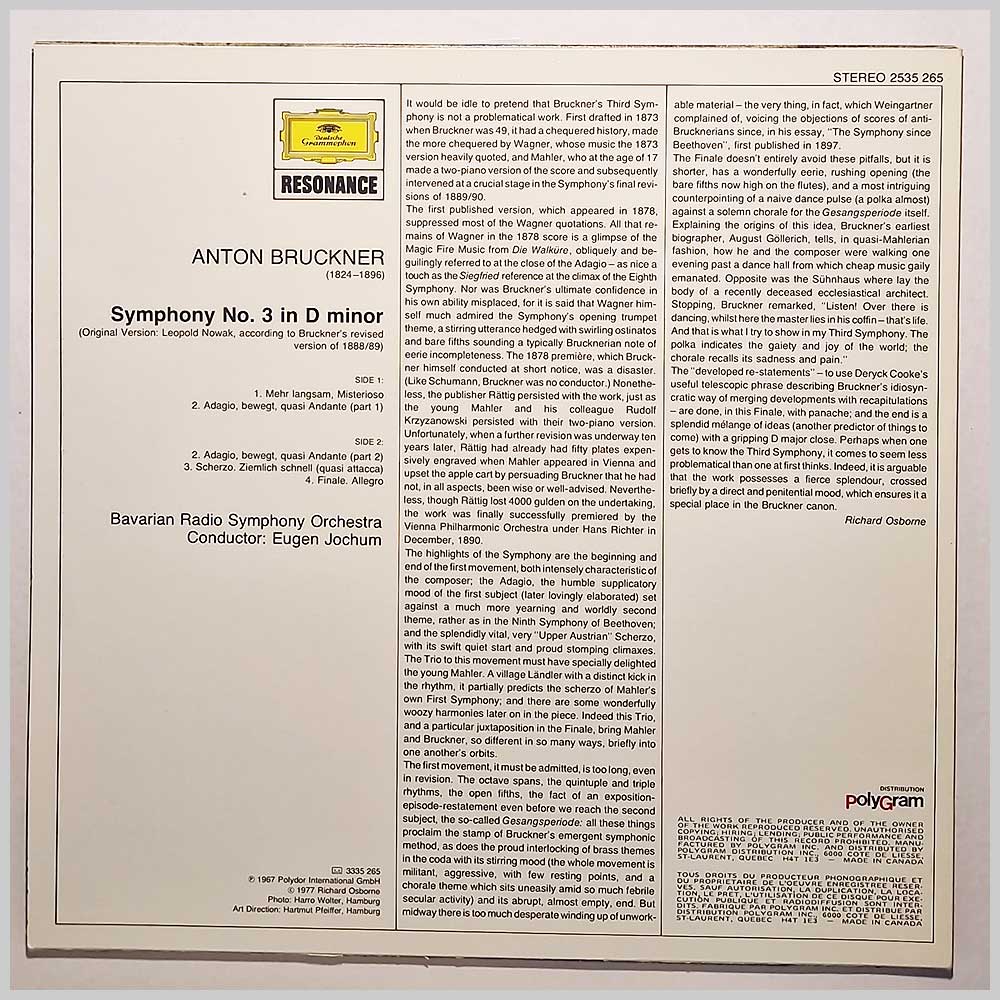 STEREO 2535 265
Deutsche
Grammophon
RESONANCE
ANTON BRUCKNER
(1824–1896)
Symphony No. 3 in D minor
(Original Version: Leopold Nowak, according to Bruckner's revised
version of 1888/89)
SIDE 1:
1. Mehr langsam, Misterioso
2. Adagio, bewegt, quasi Andante (part 1)
SIDE 2:
2. Adagio, bewegt, quasi Andante (part 2)
3. Scherzo. Ziemlich schnell (quasi attacca)
4. Finale. Allegro
Bavarian Radio Symphony Orchestra
Conductor: Eugen Jochum
3335 265
℗ 1967 Polydor International GmbH
© 1977 Richard Osborne
Photo: Harro Wolter, Hamburg
Art Direction: Hartmut Pfeiffer, Hamburg
It would be idle to pretend that Bruckner's Third Sym-
phony is not a problematical work. First drafted in 1873
when Bruckner was 49, it had a chequered history, made
the more chequered by Wagner, whose music the 1873
version heavily quoted, and Mahler, who at the age of 17
made a two-piano version of the score and subsequently
intervened at a crucial stage in the Symphony's final revi-
sions of 1889/90.
The first published version, which appeared in 1878,
suppressed most of the Wagner quotations. All that re-
mains of Wagner in the 1878 score is a glimpse of the
Magic Fire Music from Die Walküre, obliquely and be-
guilingly referred to at the close of the Adagio – as nice a
touch as the Siegfried reference at the climax of the Eighth
Symphony. Nor was Bruckner's ultimate confidence in
his own ability misplaced, for it is said that Wagner him-
self much admired the Symphony's opening trumpet
theme, a stirring utterance hedged with swirling ostinatos
and bare fifths sounding a typically Brucknerian note of
eerie incompleteness. The 1878 première, which Bruck-
ner himself conducted at short notice, was a disaster.
(Like Schumann, Bruckner was no conductor.) Nonethe-
less, the publisher Rättig persisted with the work, just as
the young Mahler and his colleague Rudolf
Krzyzanowski persisted with their two-piano version.
Unfortunately, when a further revision was underway ten
years later, Rättig had already had fifty plates expen-
sively engraved when Mahler appeared in Vienna and
upset the apple cart by persuading Bruckner that he had
not, in all aspects, been wise or well-advised. Neverthe-
less, though Rättig lost 4000 gulden on the undertaking,
the work was finally successfully premiered by the
Vienna Philharmonic Orchestra under Hans Richter in
December, 1890.
The highlights of the Symphony are the beginning and
end of the first movement, both intensely characteristic of
the composer; the Adagio, the humble supplicatory
mood of the first subject (later lovingly elaborated) set
against a much more yearning and worldly second
theme, rather as in the Ninth Symphony of Beethoven;
and the splendidly vital, very "Upper Austrian" Scherzo,
with its swift quiet start and proud stomping climaxes.
The Trio to this movement must have specially delighted
the young Mahler. A village Ländler with a distinct kick in
the rhythm, it partially predicts the scherzo of Mahler's
own First Symphony; and there are some wonderfully
woozy harmonies later on in the piece. Indeed this Trio,
and a particular juxtaposition in the Finale, bring Mahler
and Bruckner, so different in so many ways, briefly into
one another's orbits.
The first movement, it must be admitted, is too long, even
in revision. The octave spans, the quintuple and triple
rhythms, the open fifths, the fact of an exposition-
episode-restatement even before we reach the second
subject, the so-called Gesangsperiode: all these things
proclaim the stamp of Bruckner's emergent symphonic
method, as does the proud interlocking of brass themes
in the coda with its stirring mood (the whole movement is
militant, aggressive, with few resting points, and a
chorale theme which sits uneasily amid so much febrile
secular activity) and its abrupt, almost empty, end. But
midway there is too much desperate winding up of unwork-
able material – the very thing, in fact, which Weingartner
complained of, voicing the objections of scores of anti-
Brucknerians since, in his essay, "The Symphony since
Beethoven", first published in 1897.
The Finale doesn't entirely avoid these pitfalls, but it is
shorter, has a wonderfully eerie, rushing opening (the
bare fifths now high on the flutes), and a most intriguing
counterpointing of a naive dance pulse (a polka almost)
against a solemn chorale for the Gesangsperiode itself.
Explaining the origins of this idea, Bruckner's earliest
biographer, August Göllerich, tells, in quasi-Mahlerian
fashion, how he and the composer were walking one
evening past a dance hall from which cheap music gaily
emanated. Opposite was the Sühnhaus where lay the
body of a recently deceased ecclesiastical architect.
Stopping, Bruckner remarked, "Listen! Over there is
dancing, whilst here the master lies in his coffin – that's life.
And that is what I try to show in my Third Symphony. The
polka indicates the gaiety and joy of the world; the
chorale recalls its sadness and pain."
The "developed re-statements" – to use Deryck Cooke's
useful telescopic phrase describing Bruckner's idiosyn-
cratic way of merging developments with recapitulations
– are done, in this Finale, with panache; and the end is a
splendid mélange of ideas (another predictor of things to
come) with a gripping D major close. Perhaps when one
gets to know the Third Symphony, it comes to seem less
problematical than one at first thinks. Indeed, it is arguable
that the work possesses a fierce splendour, crossed
briefly by a direct and penitential mood, which ensures it a
special place in the Bruckner canon.
Richard Osborne
DISTRIBUTION
polyGram
ALL RIGHTS OF THE PRODUCER AND OF THE OWNER
OF THE WORK REPRODUCED RESERVED. UNAUTHORISED
COPYING; HIRING; LENDING; PUBLIC PERFORMANCE AND
BROADCASTING OF THIS RECORD PROHIBITED. MANU-
FACTURED BY POLYGRAM INC. AND DISTRIBUTED BY
POLYGRAM DISTRIBUTION INC., 6000 COTE DE LIESSE,
ST-LAURENT, QUEBEC H4T 1E3 — MADE IN CANADA
TOUS DROITS DU PRODUCTEUR PHONOGRAPHIQUE ET
DU PROPRIETAIRE DE L'OEUVRE ENREGISTREE RESER-
VES. SAUF AUTORISATION, LA DUPLICATION, LA LOCA-
TION, LE PRET, L'UTILISATION DE CE DISQUE POUR EXE-
CUTION PUBLIQUE ET RADIODIFFUSION SONT INTER-
DITS. FABRIQUE PAR POLYGRAM INC. ET DISTRIBUE PAR
DISTRIBUTION POLYGRAM INC., 6000 COTE DE LIESSE,
ST-LAURENT, QUEBEC H4T 1E3 — MADE IN CANADA